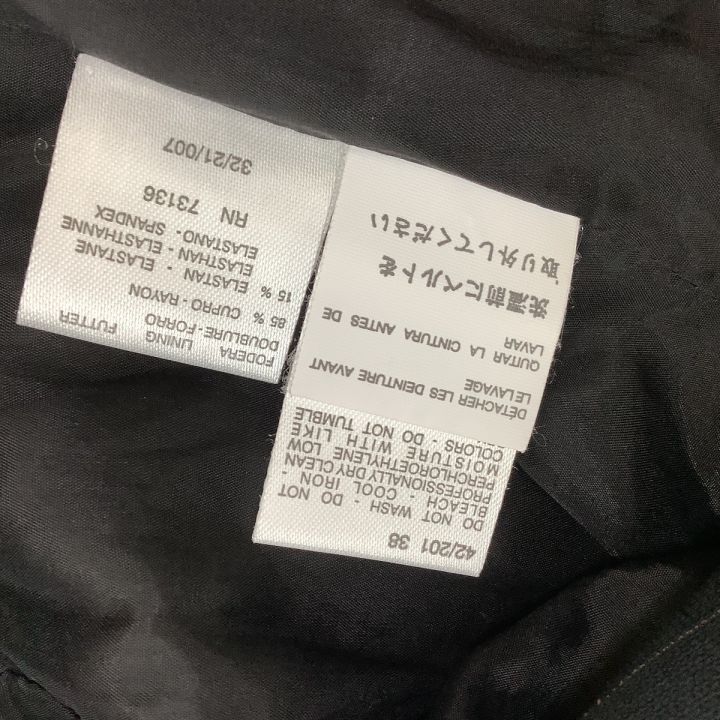 FODERA
LINING FUTTER
DOUBLURE-FORRO
85 % CUPRO-RAYON
15 % ELASTAN - ELASTANE
ELASTHAN - ELASTHANNE
ELASTANO- SPANDEX
RN 73136
32/21/007
DÉTACHER LES DEINTURE AVANT
LE LAVAGE
QUITAR LA CINTURA ANTES DE
LAVAR
洗濯前にベルトを
取り外してください
42/201 38
DO NOT WASH - DO NOT
BLEACH - COOL IRON -
PROFESSIONALLY DRY CLEAN
PERCHLOROETHYLENE LOW
MOISTURE WITH LIKE
COLORS - DO NOT TUMBLE